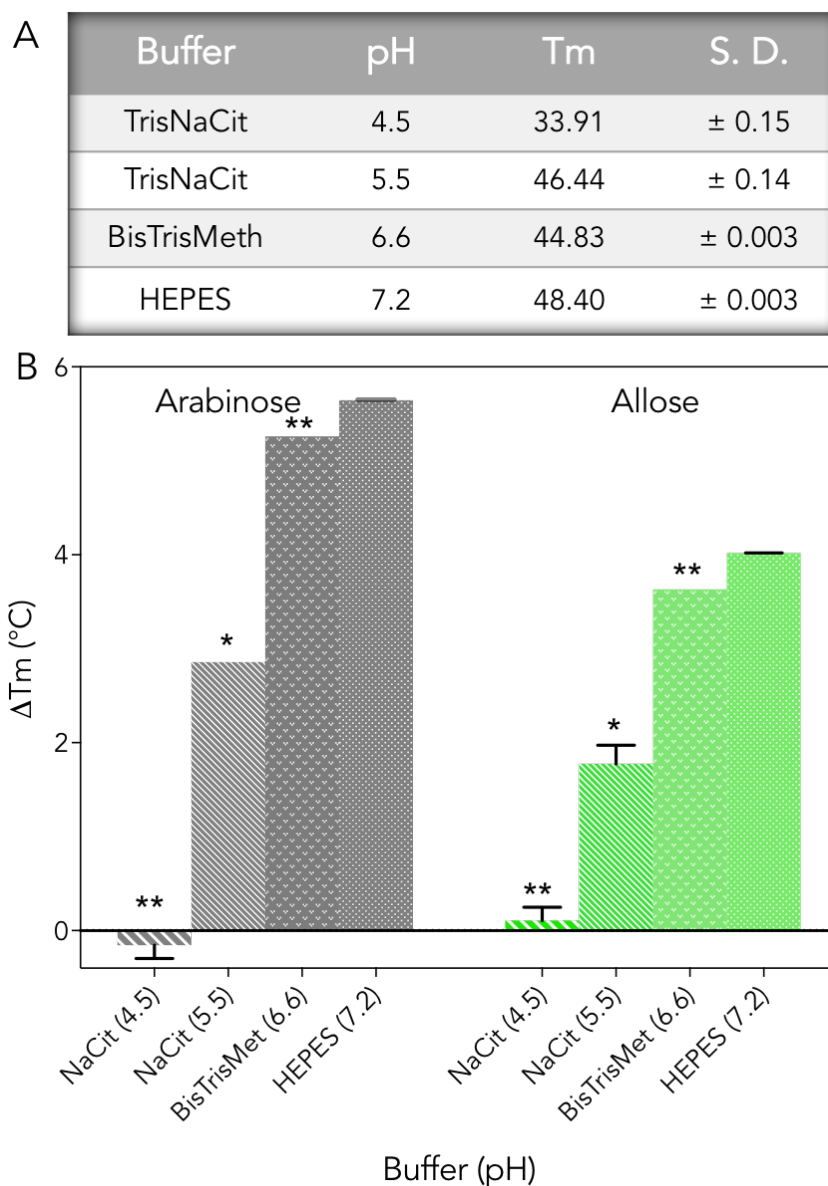 A
Buffer pH Tm S. D.
TrisNaCit 4.5 33.91 ± 0.15
TrisNaCit 5.5 46.44 ± 0.14
BisTrisMeth 6.6 44.83 ± 0.003
HEPES 7.2 48.40 ± 0.003
B
6
4
2
0
ΔTm (°C)
Arabinose Allose
** * ** ** * **
NaCit (4.5)
NaCit (5.5)
BisTrisMet (6.6)
HEPES (7.2)
NaCit (4.5)
NaCit (5.5)
BisTrisMet (6.6)
HEPES (7.2)
Buffer (pH)